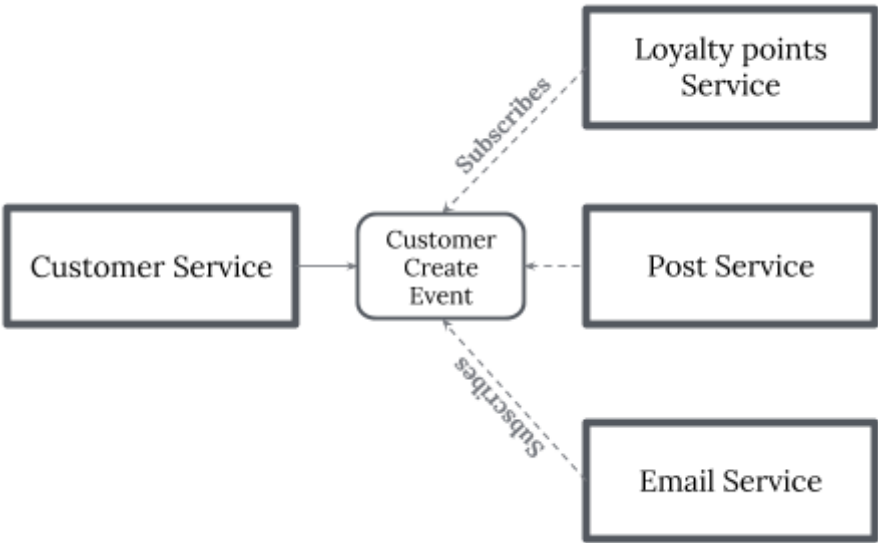 Loyalty points
Service
Subscribes
Customer Service
Customer
Create
Event
Post Service
Subscribes
Email Service